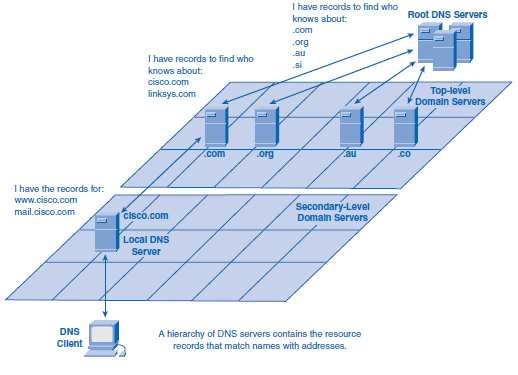 I have records to find who
knows about:
.com
.org
.au
.si
Root DNS Servers
I have records to find who
knows about:
cisco.com
linksys.com
Top-level
Domain Servers
.com
.org
.au
.co
I have the records for:
www.cisco.com
mail.cisco.com
cisco.com
Secondary-Level
Domain Servers
Local DNS
Server
DNS
Client
A hierarchy of DNS servers contains the resource
records that match names with addresses.